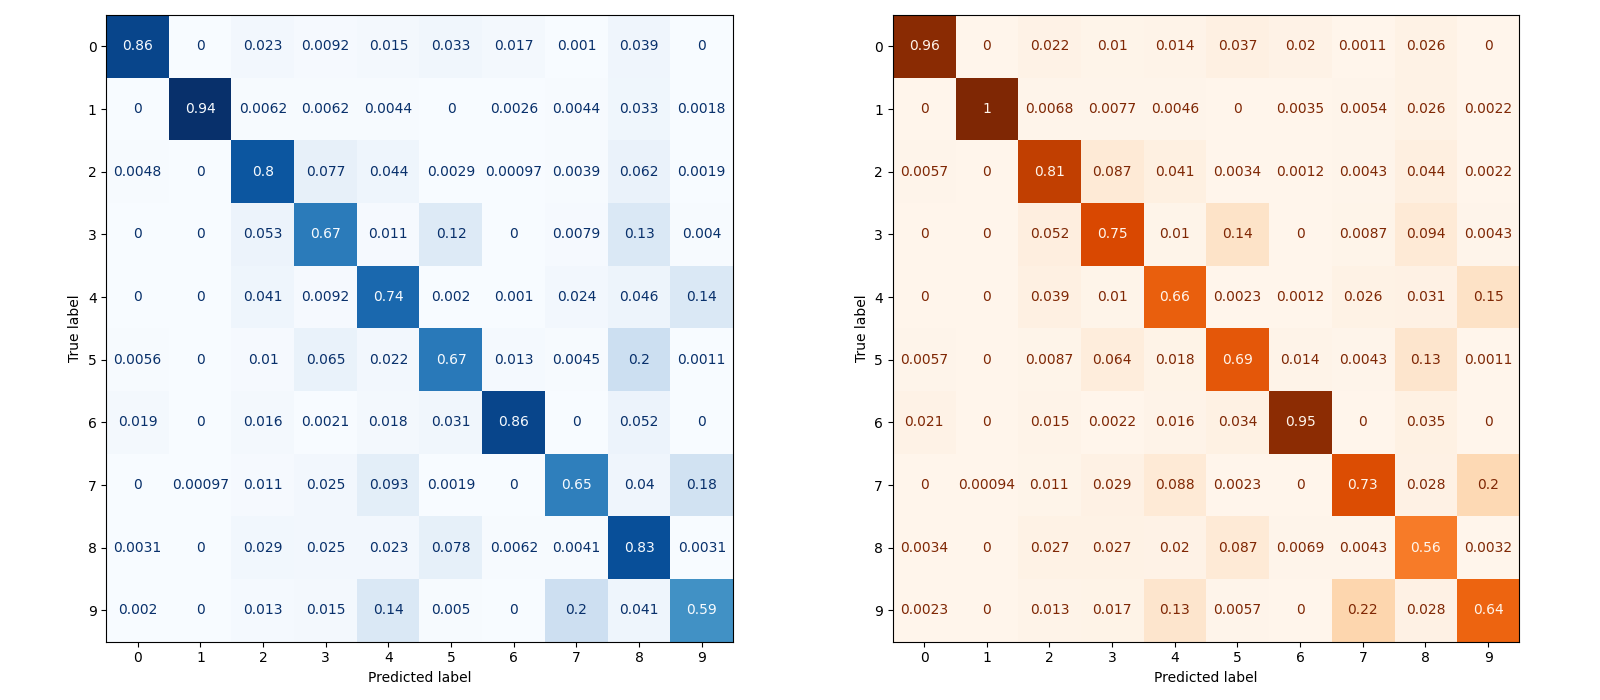 0 0.86 0 0.023 0.0092 0.015 0.033 0.017 0.001 0.039 0
1 0 0.94 0.0062 0.0062 0.0044 0 0.0026 0.0044 0.033 0.0018
2 0.0048 0 0.8 0.077 0.044 0.0029 0.00097 0.0039 0.062 0.0019
3 0 0 0.053 0.67 0.011 0.12 0 0.0079 0.13 0.004
4 0 0 0.041 0.0092 0.74 0.002 0.001 0.024 0.046 0.14
5 0.0056 0 0.01 0.065 0.022 0.67 0.013 0.0045 0.2 0.0011
6 0.019 0 0.016 0.0021 0.018 0.031 0.86 0 0.052 0
7 0 0.00097 0.011 0.025 0.093 0.0019 0 0.65 0.04 0.18
8 0.0031 0 0.029 0.025 0.023 0.078 0.0062 0.0041 0.83 0.0031
9 0.002 0 0.013 0.015 0.14 0.005 0 0.2 0.041 0.59
0 1 2 3 4 5 6 7 8 9
Predicted label
True label
0 0.96 0 0.022 0.01 0.014 0.037 0.02 0.0011 0.026 0
1 0 1 0.0068 0.0077 0.0046 0 0.0035 0.0054 0.026 0.0022
2 0.0057 0 0.81 0.087 0.041 0.0034 0.0012 0.0043 0.044 0.0022
3 0 0 0.052 0.75 0.01 0.14 0 0.0087 0.094 0.0043
4 0 0 0.039 0.01 0.66 0.0023 0.0012 0.026 0.031 0.15
5 0.0057 0 0.0087 0.064 0.018 0.69 0.014 0.0043 0.13 0.0011
6 0.021 0 0.015 0.0022 0.016 0.034 0.95 0 0.035 0
7 0 0.00094 0.011 0.029 0.088 0.0023 0 0.73 0.028 0.2
8 0.0034 0 0.027 0.027 0.02 0.087 0.0069 0.0043 0.56 0.0032
9 0.0023 0 0.013 0.017 0.13 0.0057 0 0.22 0.028 0.64
0 1 2 3 4 5 6 7 8 9
Predicted label
True label